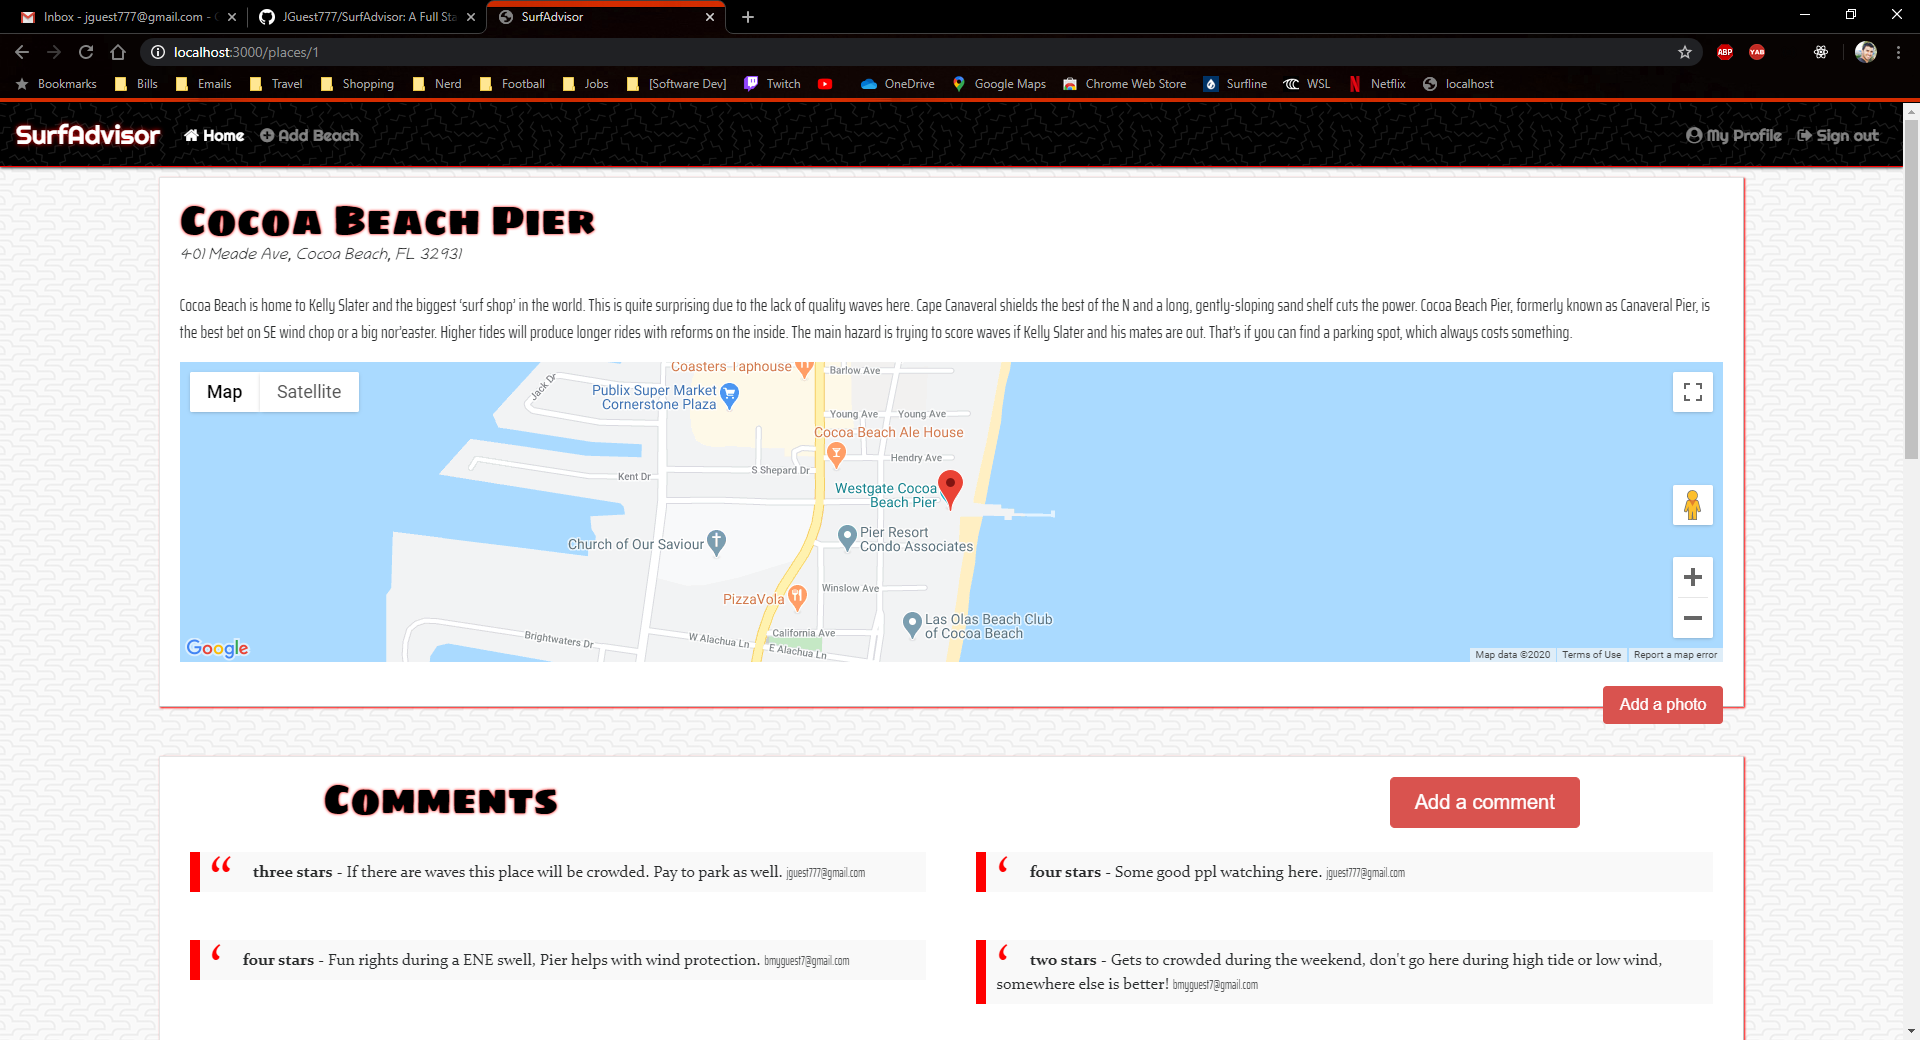 Inbox - jguest777@gmail.com -
JGuest777/SurfAdvisor: A Full Sta
SurfAdvisor
localhost:3000/places/1
ABP
YAB
Bookmarks
Bills
Emails
Travel
Shopping
Nerd
Football
Jobs
[Software Dev]
Twitch
OneDrive
Google Maps
Chrome Web Store
Surfline
WSL
Netflix
localhost
SurfAdvisor
Home
Add Beach
My Profile
Sign out
Cocoa Beach Pier
401 Meade Ave, Cocoa Beach, FL 32931
Cocoa Beach is home to Kelly Slater and the biggest ‘surf shop’ in the world. This is quite surprising due to the lack of quality waves here. Cape Canaveral shields the best of the N and a long, gently-sloping sand shelf cuts the power. Cocoa Beach Pier, formerly known as Canaveral Pier, is
the best bet on SE wind chop or a big nor’easter. Higher tides will produce longer rides with reforms on the inside. The main hazard is trying to score waves if Kelly Slater and his mates are out. That’s if you can find a parking spot, which always costs something.
Map
Satellite
Coasters Taphouse
Barlow Ave
Jack Dr
Publix Super Market
Cornerstone Plaza
Young Ave
Young Ave
Cocoa Beach Ale House
Hendry Ave
S Shepard Dr
Kent Dr
Westgate Cocoa
Beach Pier
Pier Resort
Condo Associates
Church of Our Saviour
Winslow Ave
PizzaVola
Las Olas Beach Club
of Cocoa Beach
California Ave
Brightwaters Dr
W Alachua Ln
E Alachua Ln
Google
Map data ©2020
Terms of Use
Report a map error
Add a photo
Comments
Add a comment
“ three stars - If there are waves this place will be crowded. Pay to park as well. jguest777@gmail.com
‘ four stars - Some good ppl watching here. jguest777@gmail.com
‘ four stars - Fun rights during a ENE swell, Pier helps with wind protection. bmyguest7@gmail.com
‘ two stars - Gets to crowded during the weekend, don't go here during high tide or low wind,
somewhere else is better! bmyguest7@gmail.com